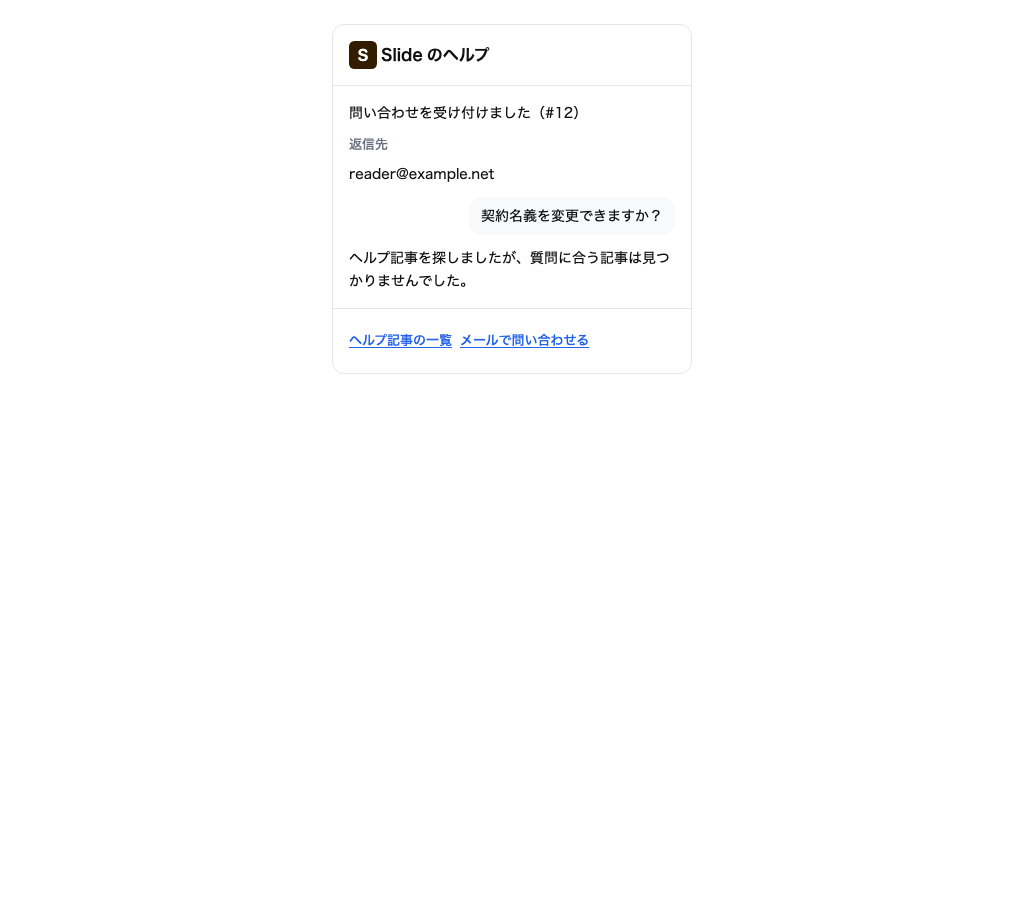 S Slide のヘルプ
問い合わせを受け付けました（#12）
返信先
reader@example.net
契約名義を変更できますか？
ヘルプ記事を探しましたが、質問に合う記事は見つ
かりませんでした。
ヘルプ記事の一覧 メールで問い合わせる